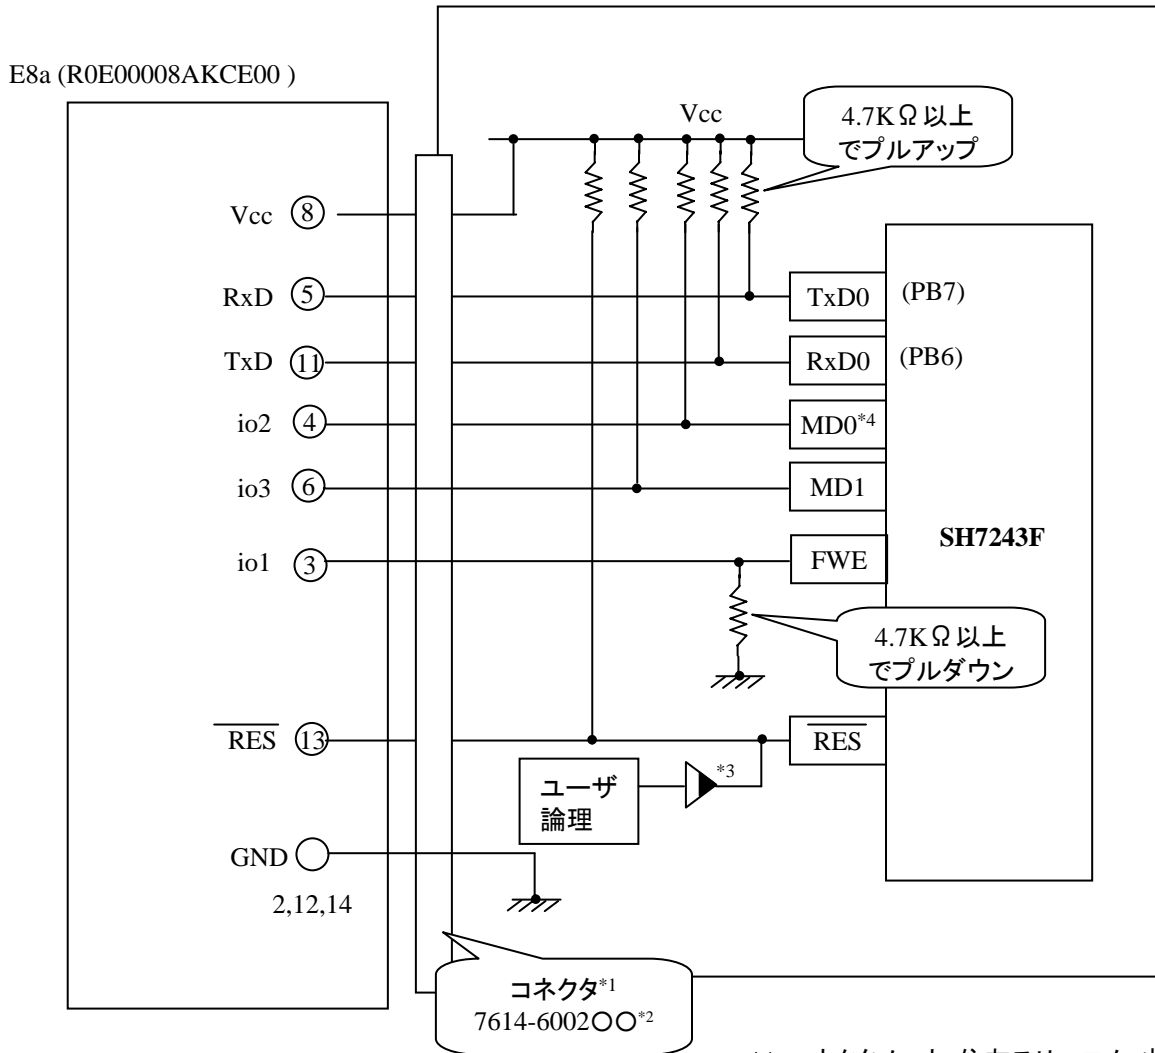 E8a (R0E00008AKCE00 )
Vcc
4.7KΩ以上
でプルアップ
Vcc ⑧
RxD ⑤
TxD0
(PB7)
TxD ⑪
RxD0
(PB6)
io2 ④
MD0*4
io3 ⑥
MD1
SH7243F
io1 ③
FWE
4.7KΩ以上
でプルダウン
RES ⑬
RES
*3
ユーザ
論理
GND ○
2,12,14
コネクタ*1
7614-6002○○*2